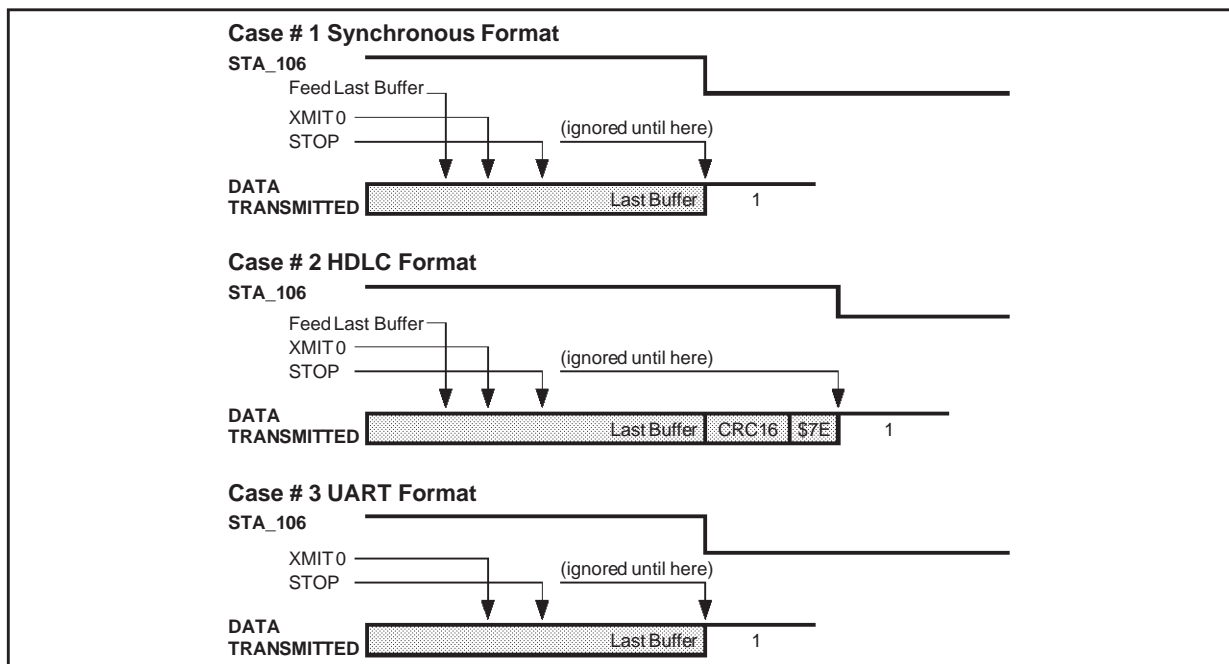 Case # 1 Synchronous Format
STA_106
Feed Last Buffer
XMIT 0
STOP
(ignored until here)
DATA
TRANSMITTED
Last Buffer
1
Case # 2 HDLC Format
STA_106
Feed Last Buffer
XMIT 0
STOP
(ignored until here)
DATA
TRANSMITTED
Last Buffer
CRC16
$7E
1
Case # 3 UART Format
STA_106
XMIT 0
STOP
(ignored until here)
DATA
TRANSMITTED
Last Buffer
1